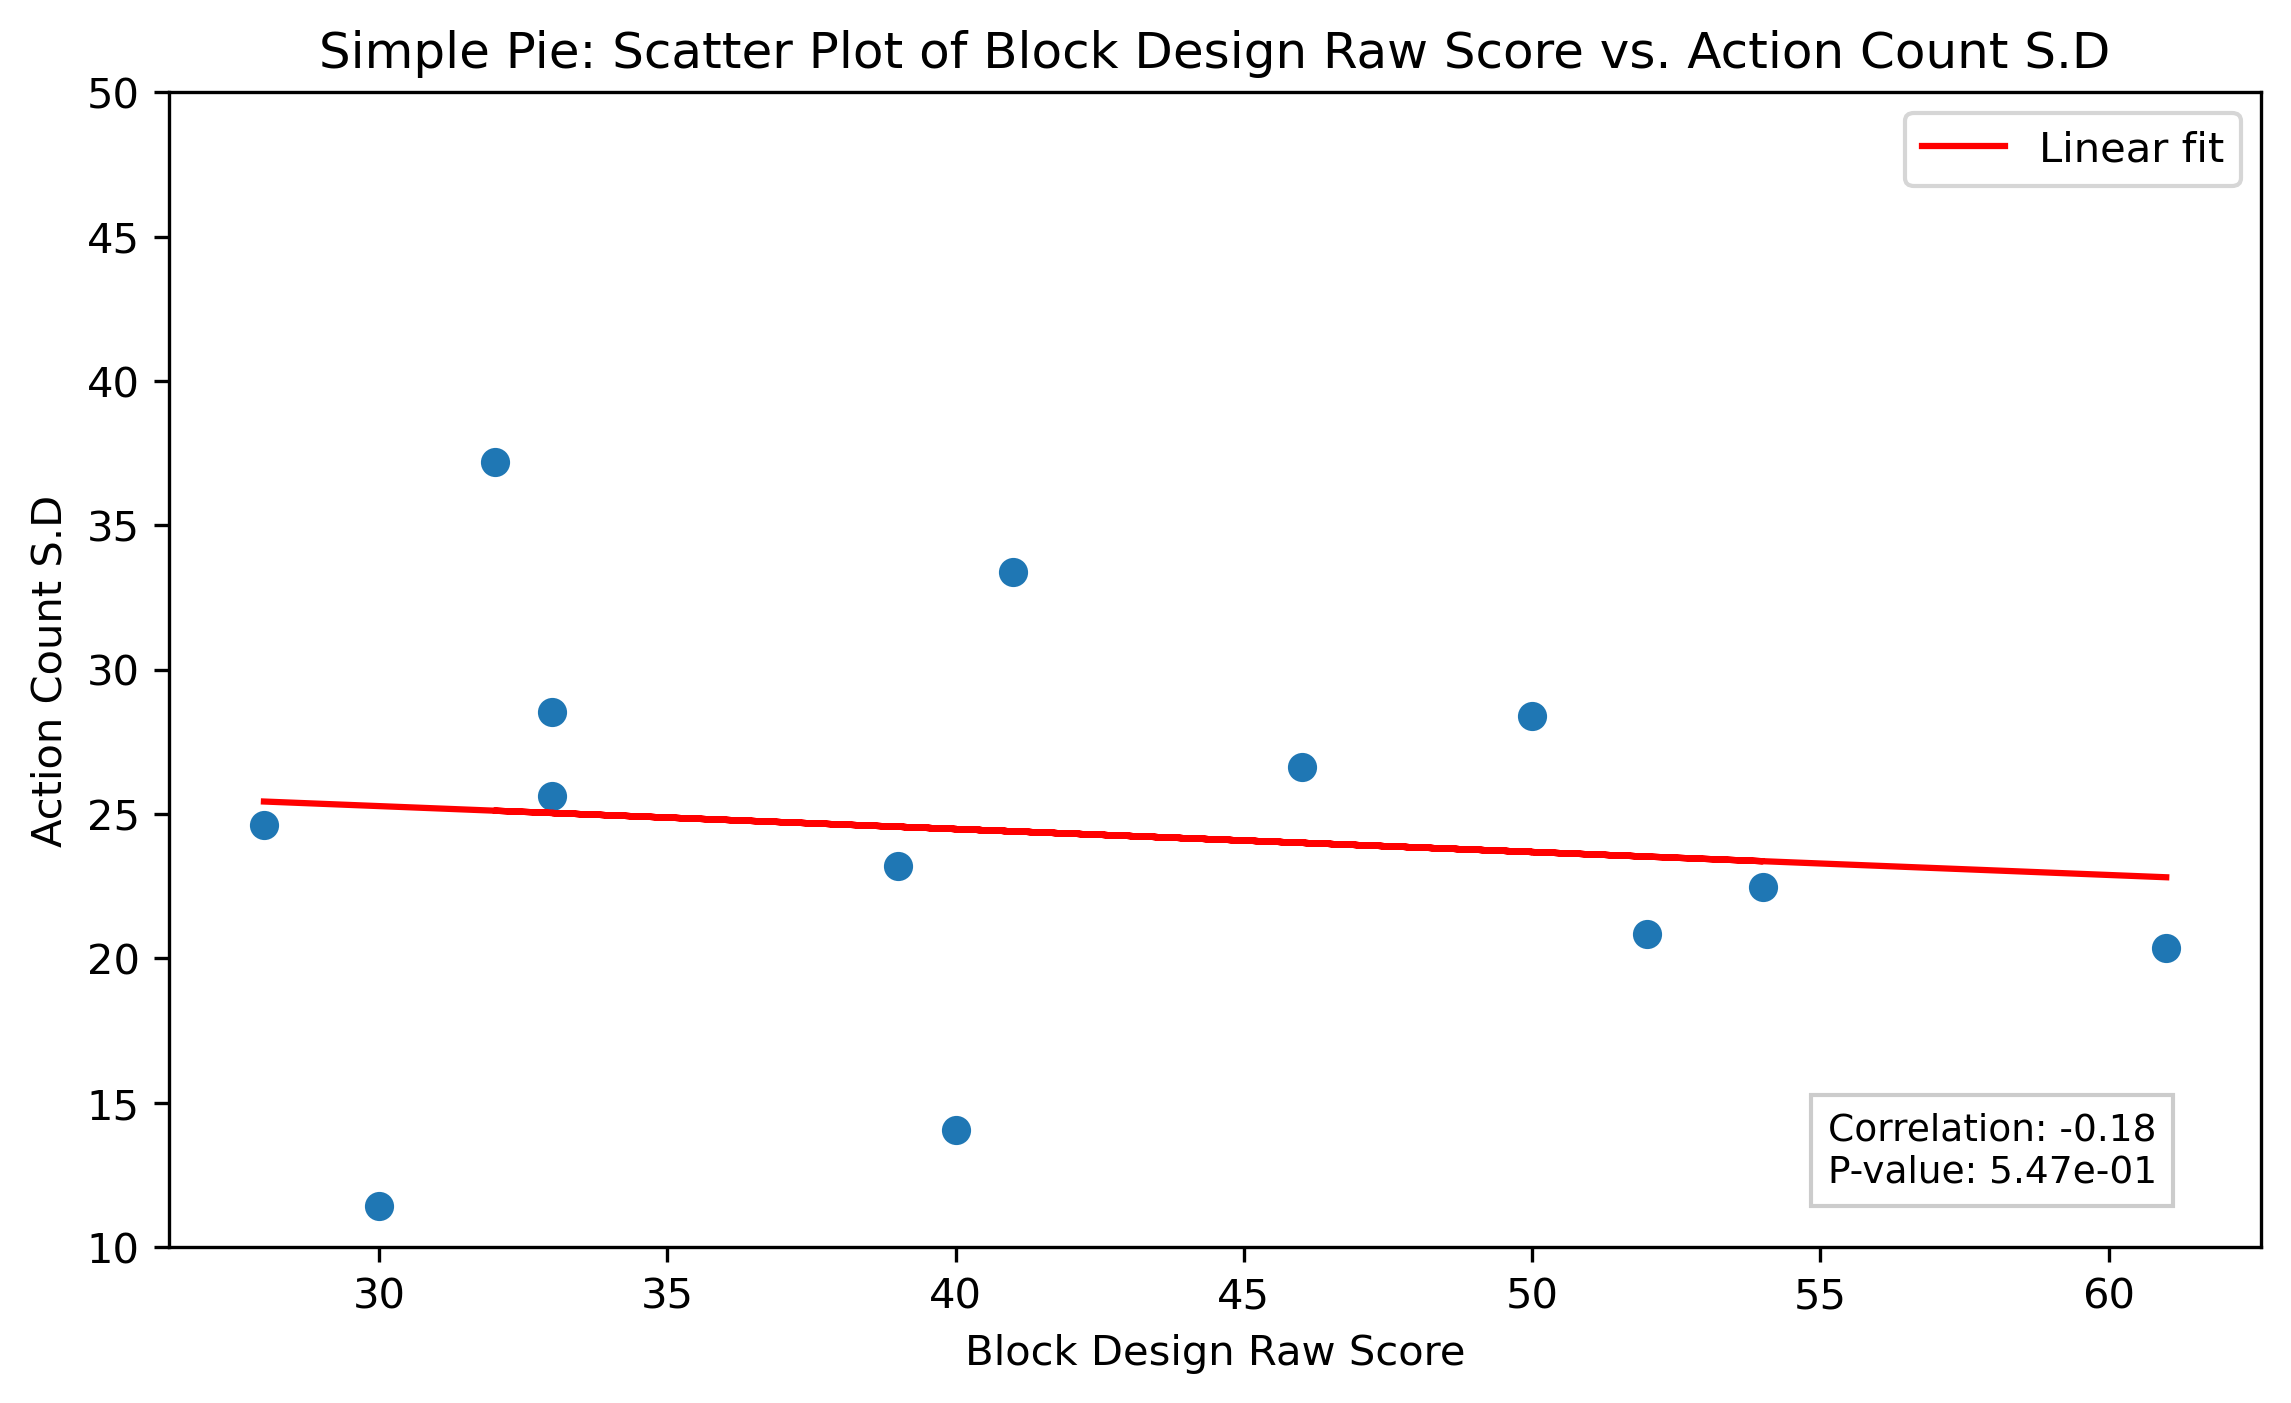 Simple Pie: Scatter Plot of Block Design Raw Score vs. Action Count S.D
Linear fit
50
45
40
35
30
25
20
15
10
Action Count S.D
Correlation: -0.18
P-value: 5.47e-01
30 35 40 45 50 55 60
Block Design Raw Score